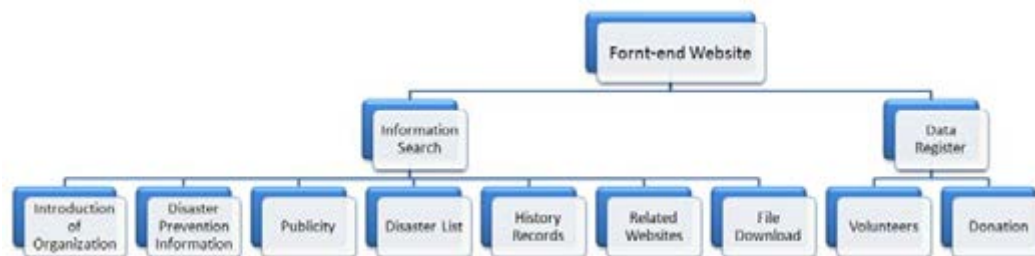 Fornt-end Website
Information
Search
Data
Register
Introduction
of
Organization
Disaster
Prevention
Information
Publicity
Disaster List
History
Records
Related
Websites
File
Download
Volunteers
Donation